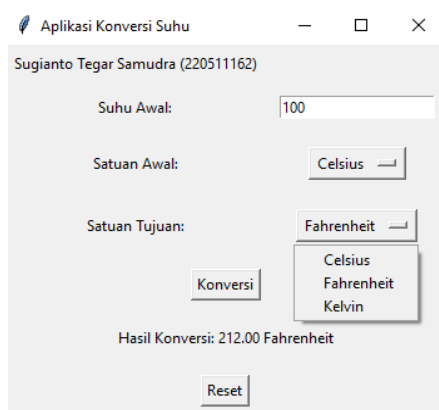 Aplikasi Konversi Suhu
Sugianto Tegar Samudra (220511162)
Suhu Awal: 100
Satuan Awal: Celsius
Satuan Tujuan: Fahrenheit
Celsius
Fahrenheit
Kelvin
Konversi
Hasil Konversi: 212.00 Fahrenheit
Reset